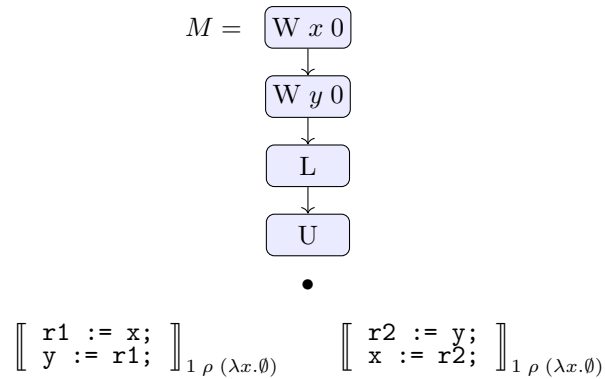 M = W x 0
W y 0
L
U
•
⟦ r1 := x; ⟧ 1 ρ (λx.∅) ⟦ r2 := y; ⟧ 1 ρ (λx.∅)
y := r1; x := r2;